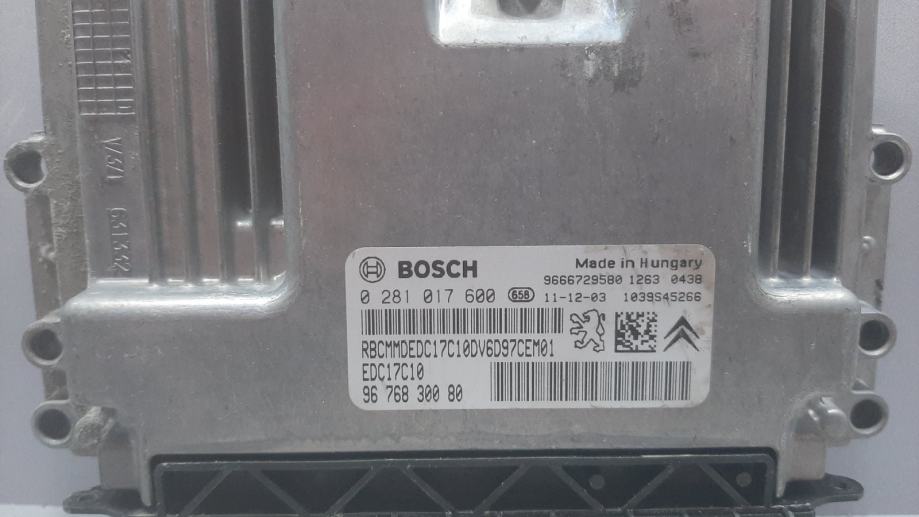 BOSCH
Made in Hungary
9666729580 1263 0438
0 281 017 600 658 11-12-03 1039S45266
RBCMMDEDC17C10DV6D97CEM01
EDC17C10
96 768 300 80